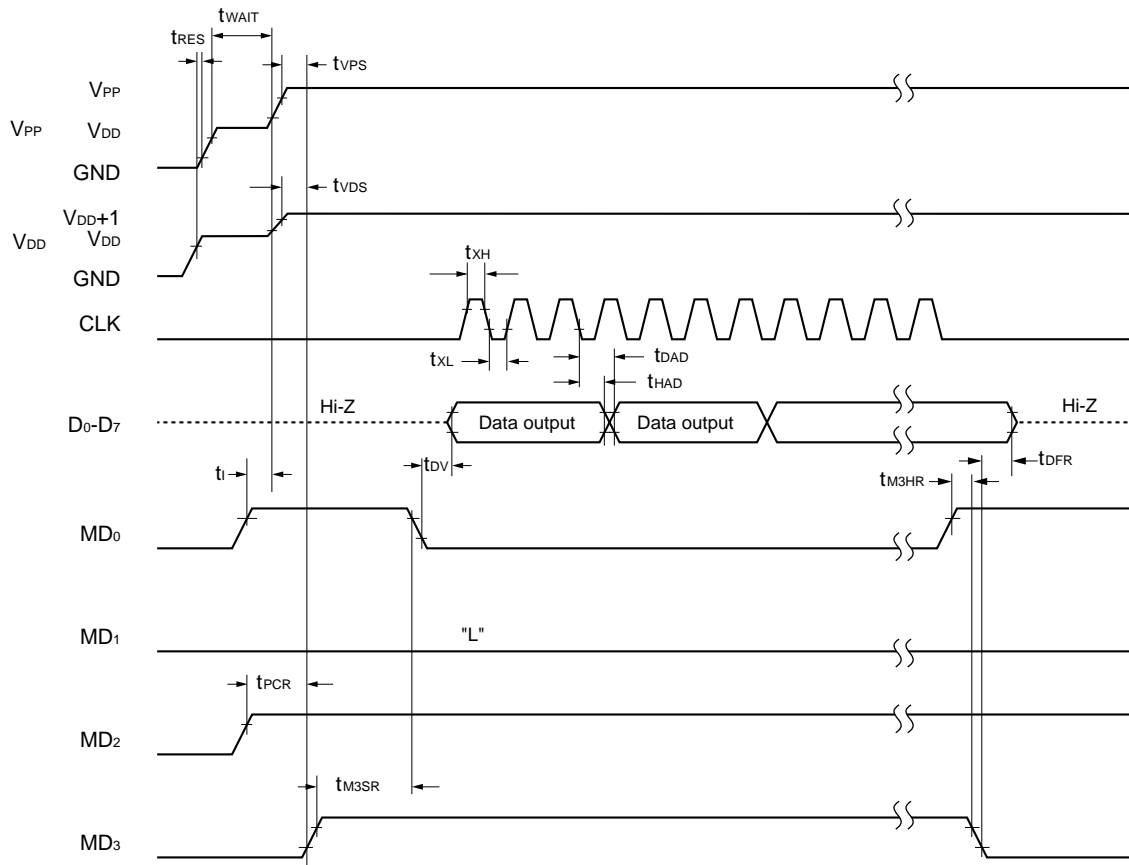 tWAIT
tRES
tVPS
VPP
VPP VDD
GND
tVDS
VDD+1
VDD VDD
GND
tXH
CLK
tXL
tDAD
tHAD
Hi-Z Data output Data output Hi-Z
D0-D7
tI tDV tDFR
tM3HR
MD0
"L"
MD1
tPCR
MD2
tM3SR
MD3